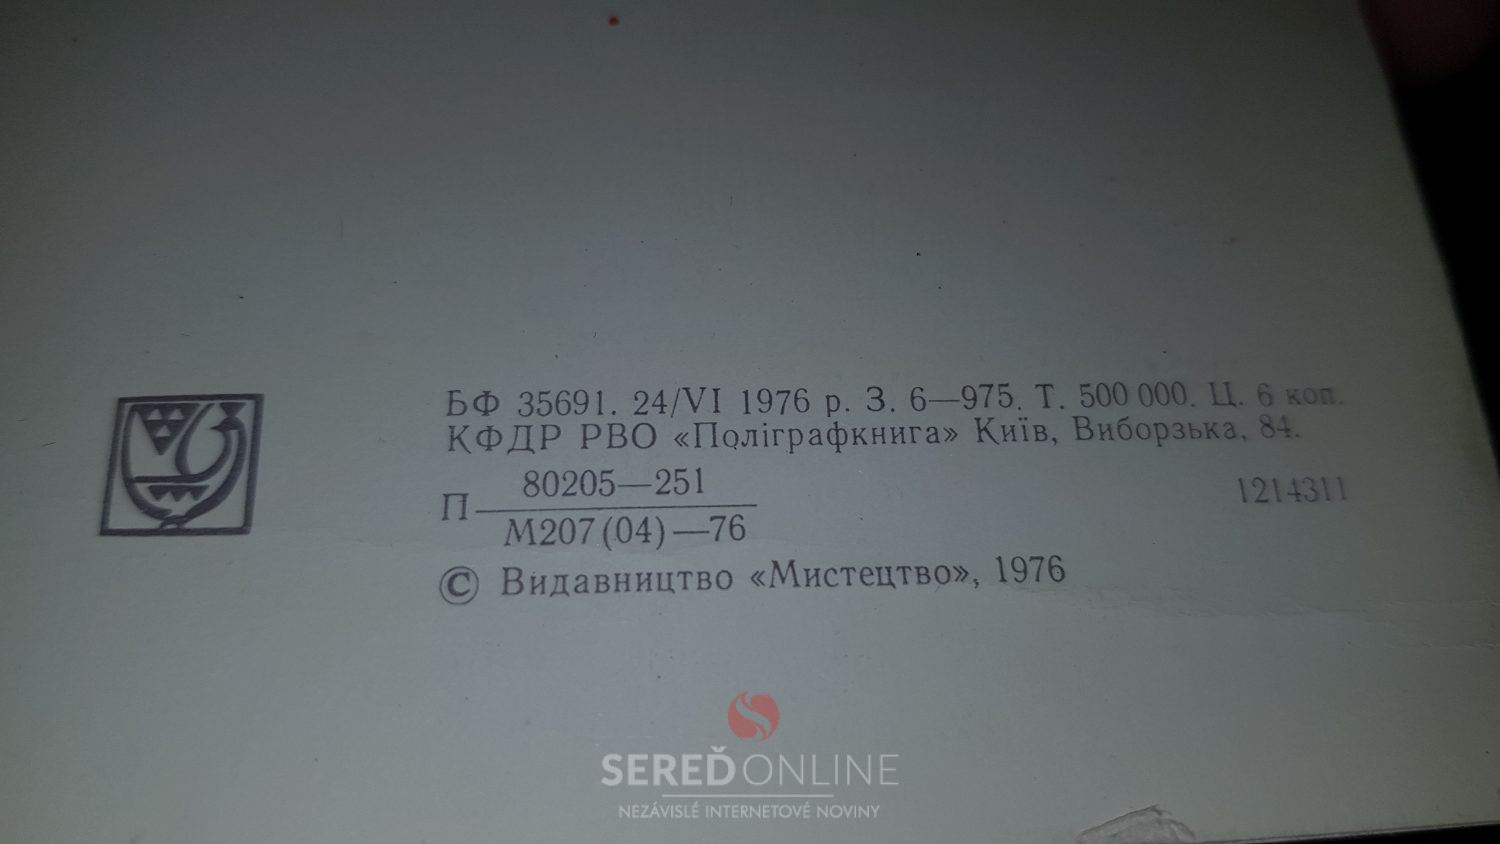 БФ 35691. 24/VI 1976 р. З. 6—975. Т. 500 000. Ц. 6 коп.
КФДР РВО «Поліграфкнига» Київ, Виборзька, 84.
80205—251
П
М207(04)—76
1214311
© Видавництво «Мистецтво», 1976
SEREĎONLINE
NEZÁVISLÉ INTERNETOVÉ NOVINY